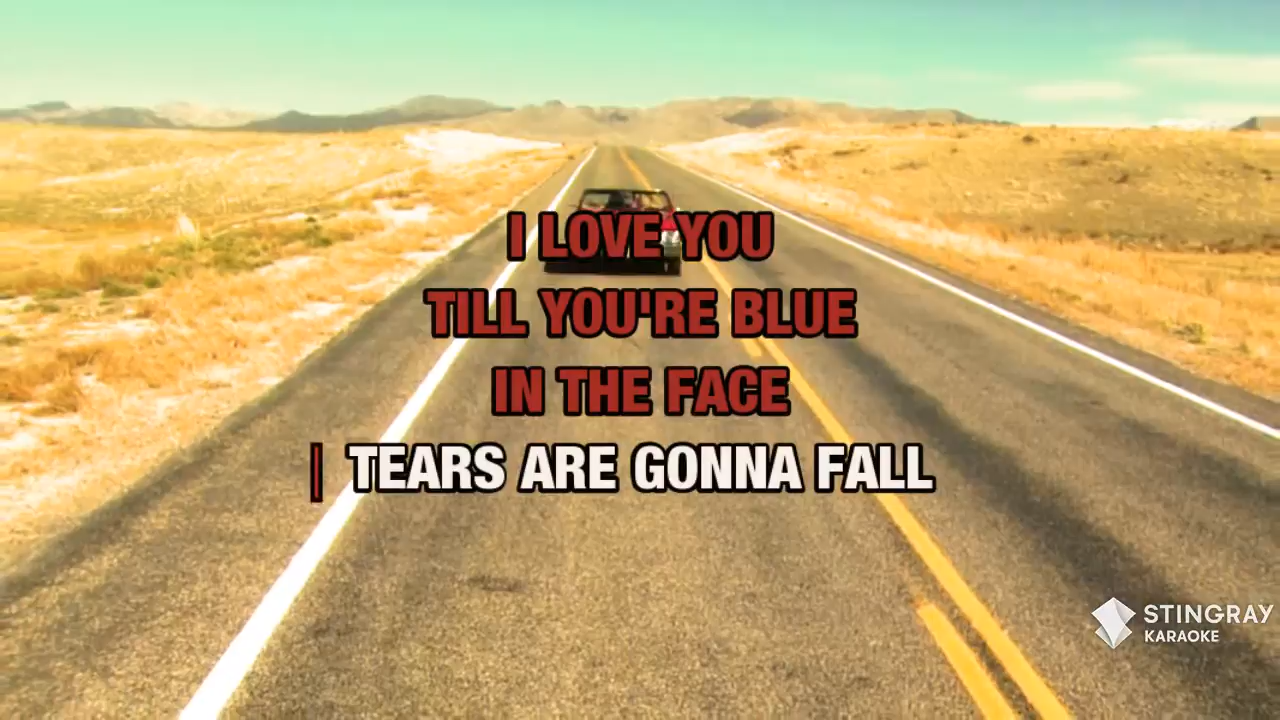 I LOVE YOU
TILL YOU'RE BLUE
IN THE FACE
TEARS ARE GONNA FALL
STINGRAY
KARAOKE